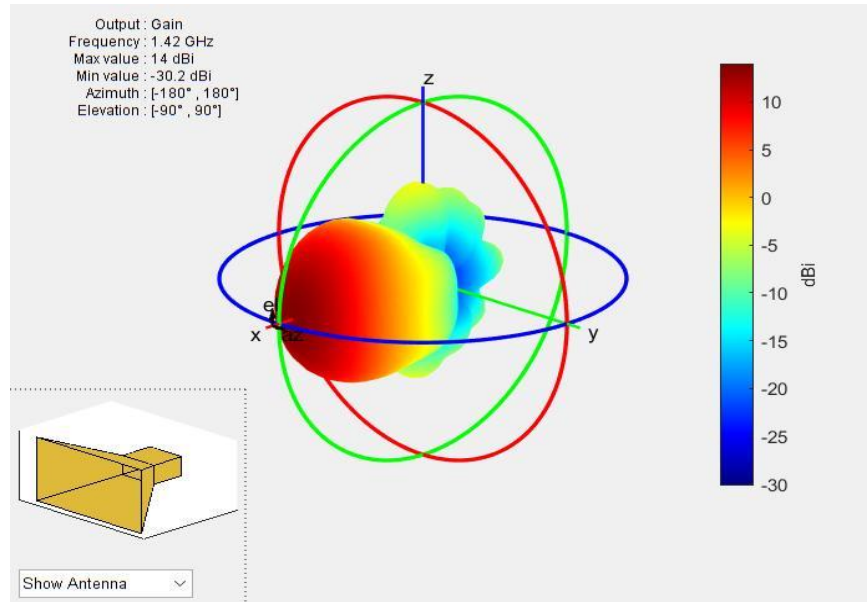 Output : Gain
Frequency : 1.42 GHz
Max value : 14 dBi
Min value : -30.2 dBi
Azimuth : [-180° , 180°]
Elevation : [-90° , 90°]
z
x
y
az
e
10
5
0
-5
-10
-15
-20
-25
-30
dBi
Show Antenna